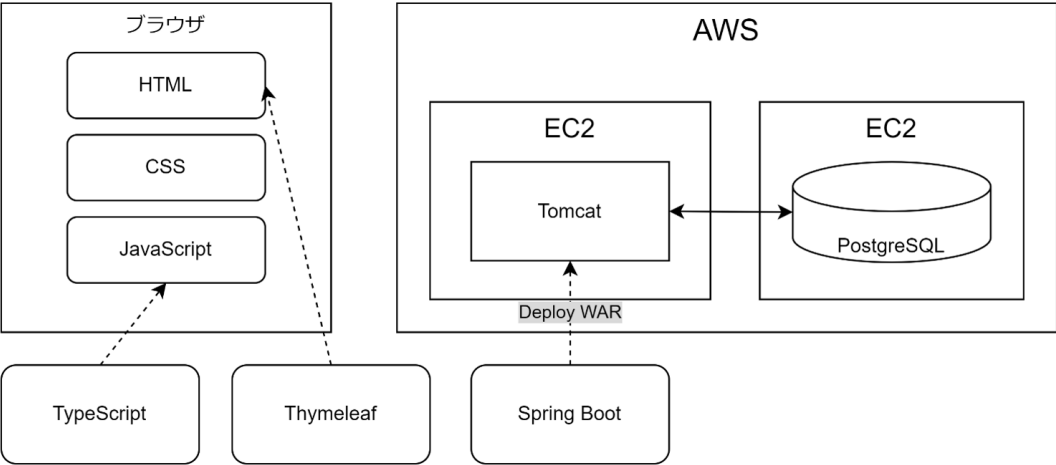 ブラウザ
HTML
CSS
JavaScript
AWS
EC2
Tomcat
EC2
PostgreSQL
Deploy WAR
TypeScript
Thymeleaf
Spring Boot